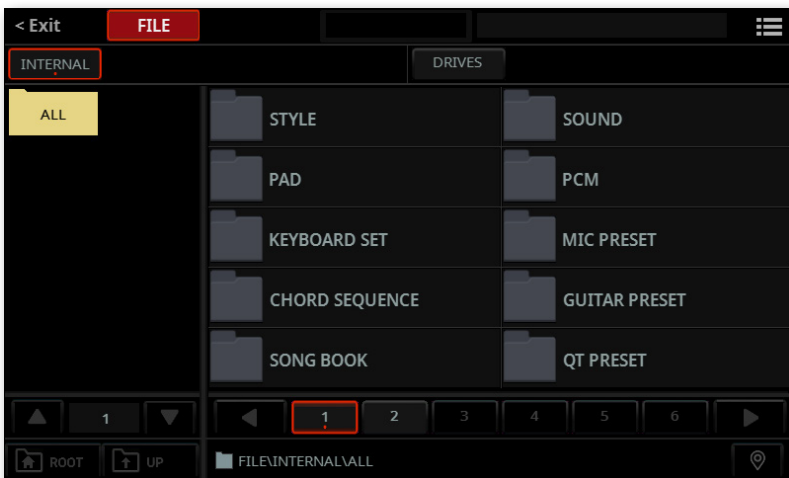 < Exit FILE
INTERNAL DRIVES
ALL
STYLE SOUND
PAD PCM
KEYBOARD SET MIC PRESET
CHORD SEQUENCE GUITAR PRESET
SONG BOOK QT PRESET
1 1 2 3 4 5 6
ROOT UP FILE\INTERNAL\ALL